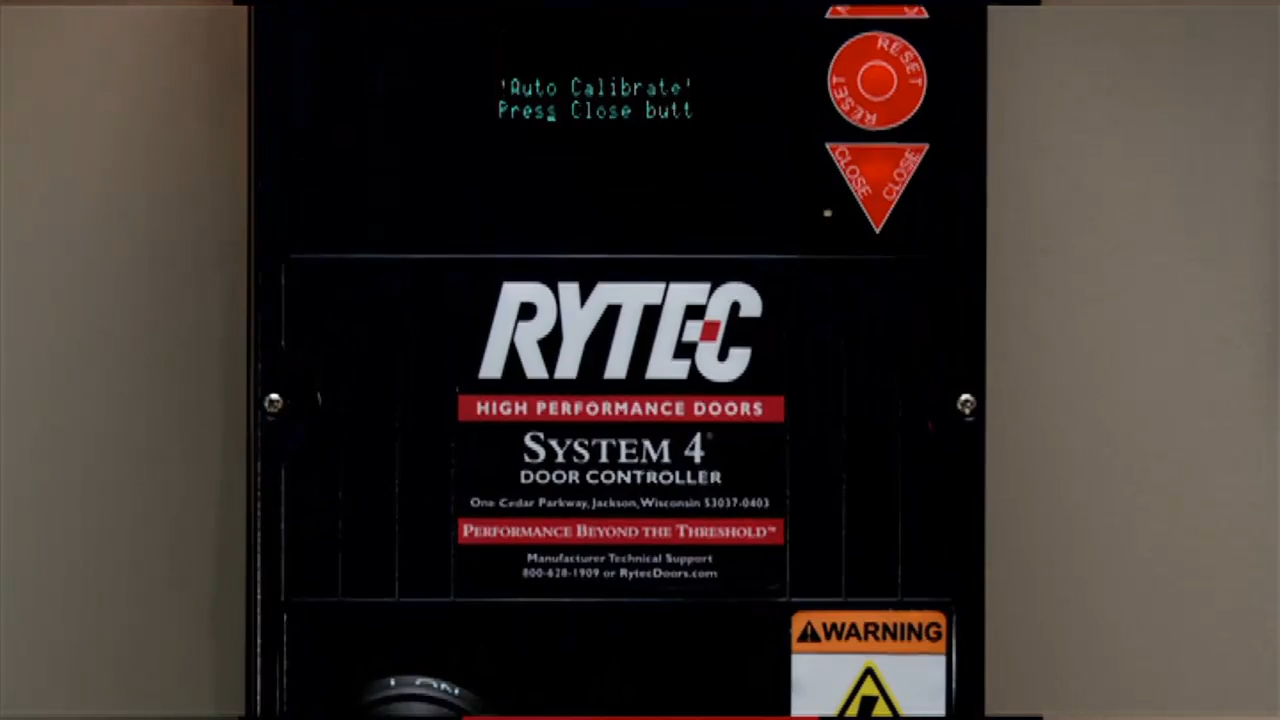 RESET
RESET
'Auto Calibrate'
Press Close butt
CLOSE CLOSE
RYTEC
HIGH PERFORMANCE DOORS
SYSTEM 4®
DOOR CONTROLLER
One Cedar Parkway, Jackson, Wisconsin 53037-0403
PERFORMANCE BEYOND THE THRESHOLD™
Manufacturer Technical Support
800-628-1909 or RytecDoors.com
WARNING
I - ON